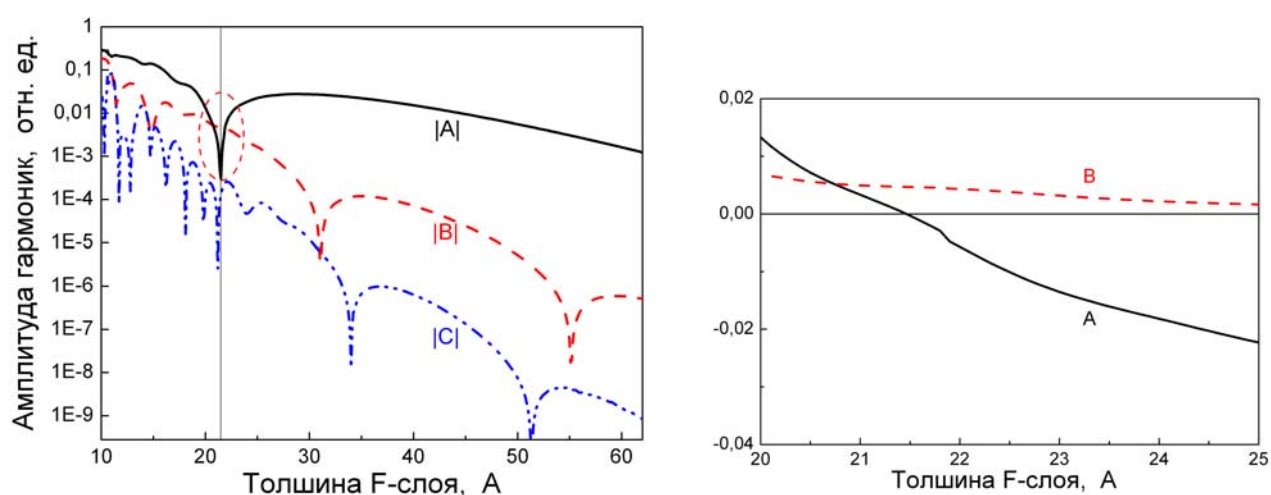 Амплитуда гармоник, отн. ед.
1
0,1
0,01
1E-3
1E-4
1E-5
1E-6
1E-7
1E-8
1E-9
|A|
|B|
|C|
10 20 30 40 50 60
Толшина F-слоя, A
0,02
0,00
-0,02
-0,04
B
A
20 21 22 23 24 25
Толшина F-слоя, A